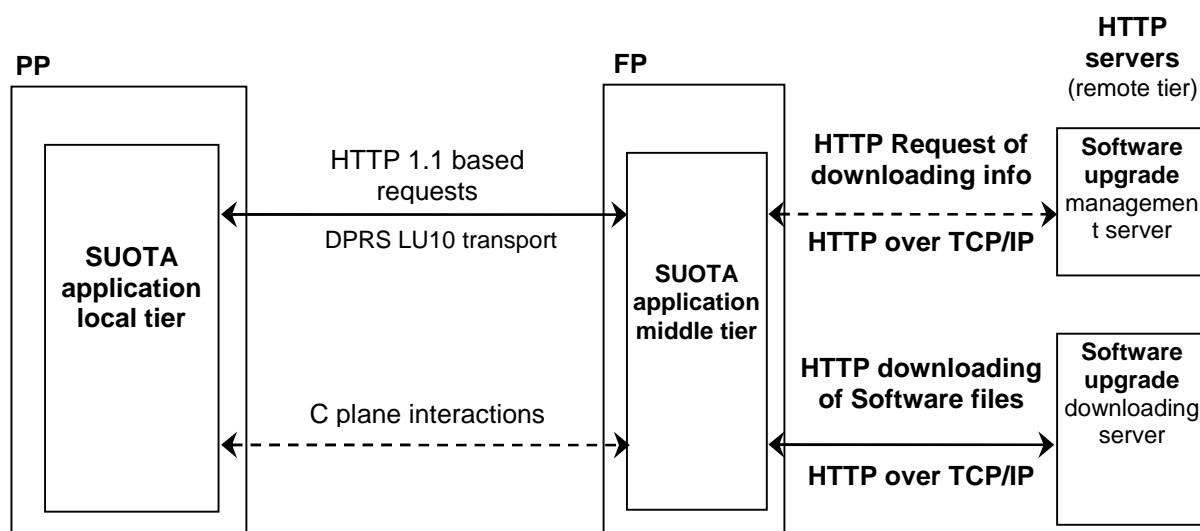 HTTP
servers
(remote tier)
PP
FP
SUOTA
application
local tier
HTTP 1.1 based
requests
DPRS LU10 transport
C plane interactions
SUOTA
application
middle tier
HTTP Request of
downloading info
HTTP over TCP/IP
HTTP downloading
of Software files
HTTP over TCP/IP
Software
upgrade
managemen
t server
Software
upgrade
downloading
server